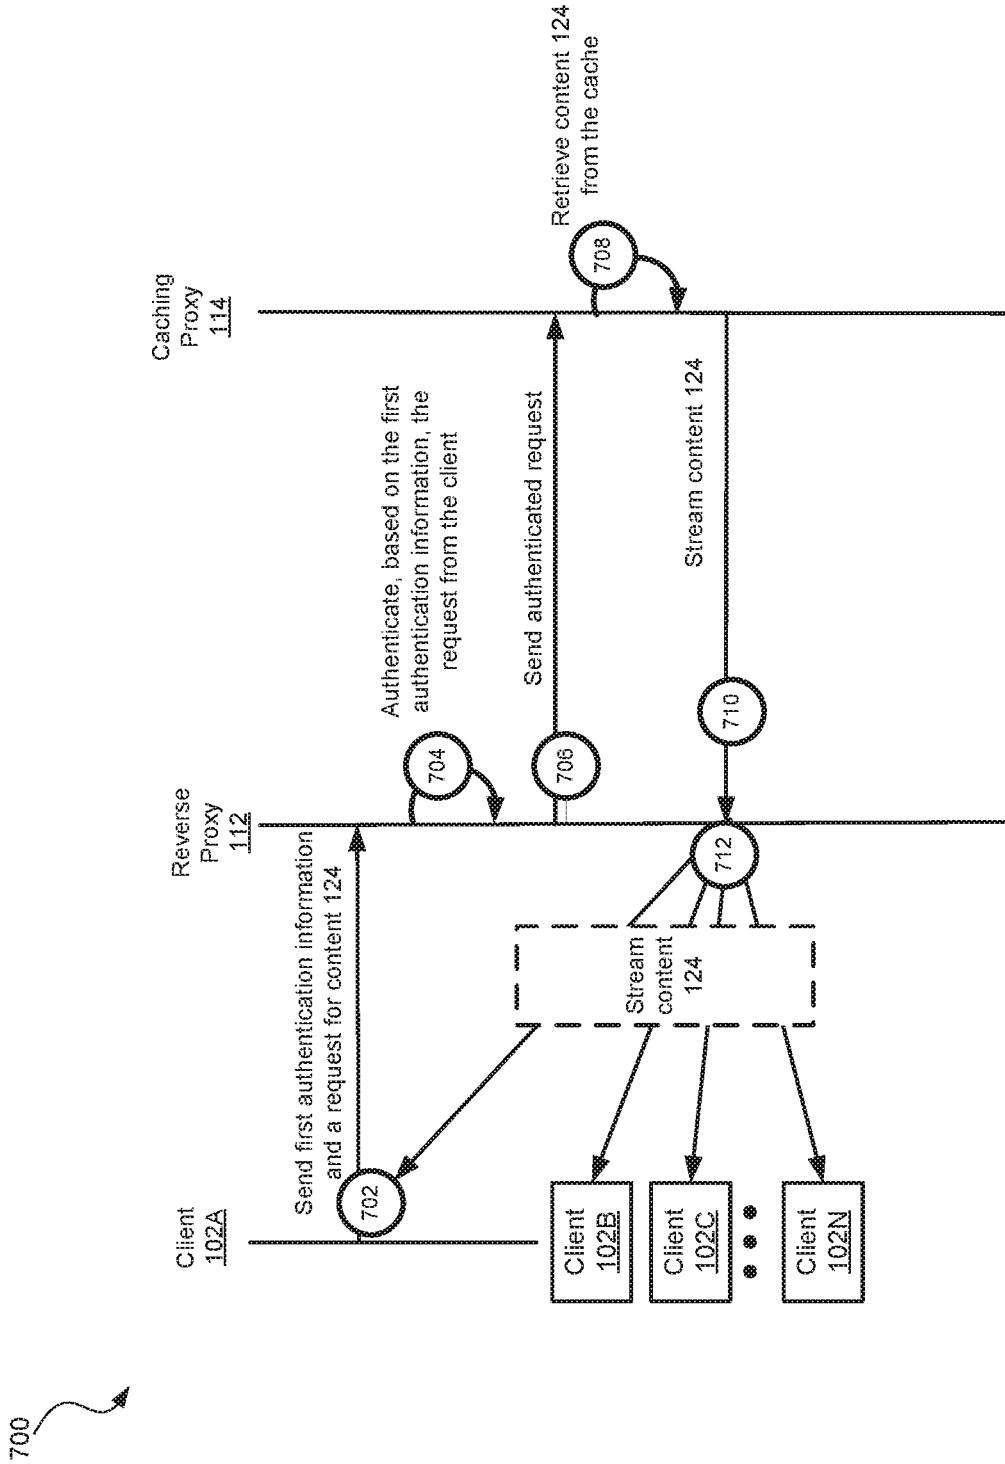 700
Client
102A
Reverse
Proxy
112
Caching
Proxy
114
Send first authentication information
and a request for content 124
702
704
Authenticate, based on the first
authentication information, the
request from the client
706
Send authenticated request
708
Retrieve content 124
from the cache
Stream content 124
710
712
Stream
content
124
Client
102B
Client
102C
Client
102N